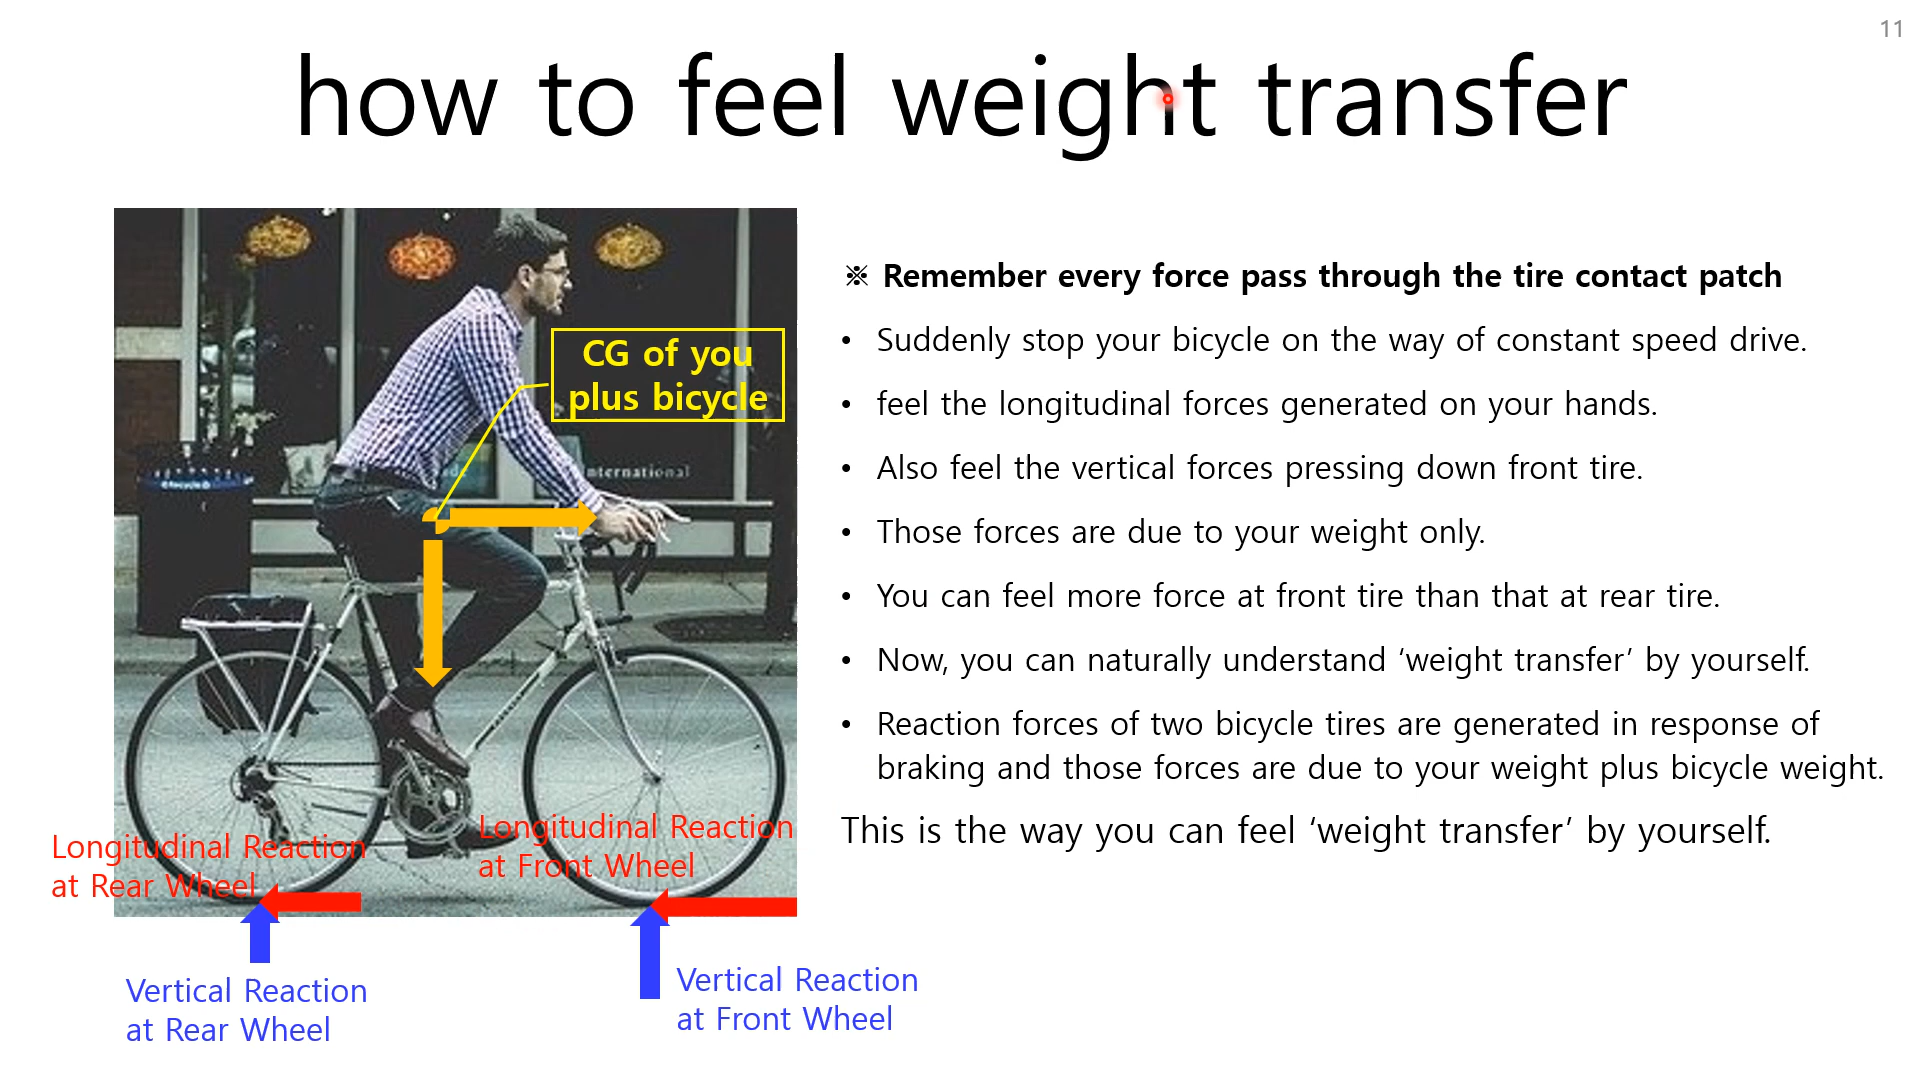 11
how to feel weight transfer
CG of you
plus bicycle
nternational
※ Remember every force pass through the tire contact patch
• Suddenly stop your bicycle on the way of constant speed drive.
• feel the longitudinal forces generated on your hands.
• Also feel the vertical forces pressing down front tire.
• Those forces are due to your weight only.
• You can feel more force at front tire than that at rear tire.
• Now, you can naturally understand ‘weight transfer’ by yourself.
• Reaction forces of two bicycle tires are generated in response of
braking and those forces are due to your weight plus bicycle weight.
This is the way you can feel ‘weight transfer’ by yourself.
Longitudinal Reaction
at Rear Wheel
Longitudinal Reaction
at Front Wheel
Vertical Reaction
at Rear Wheel
Vertical Reaction
at Front Wheel